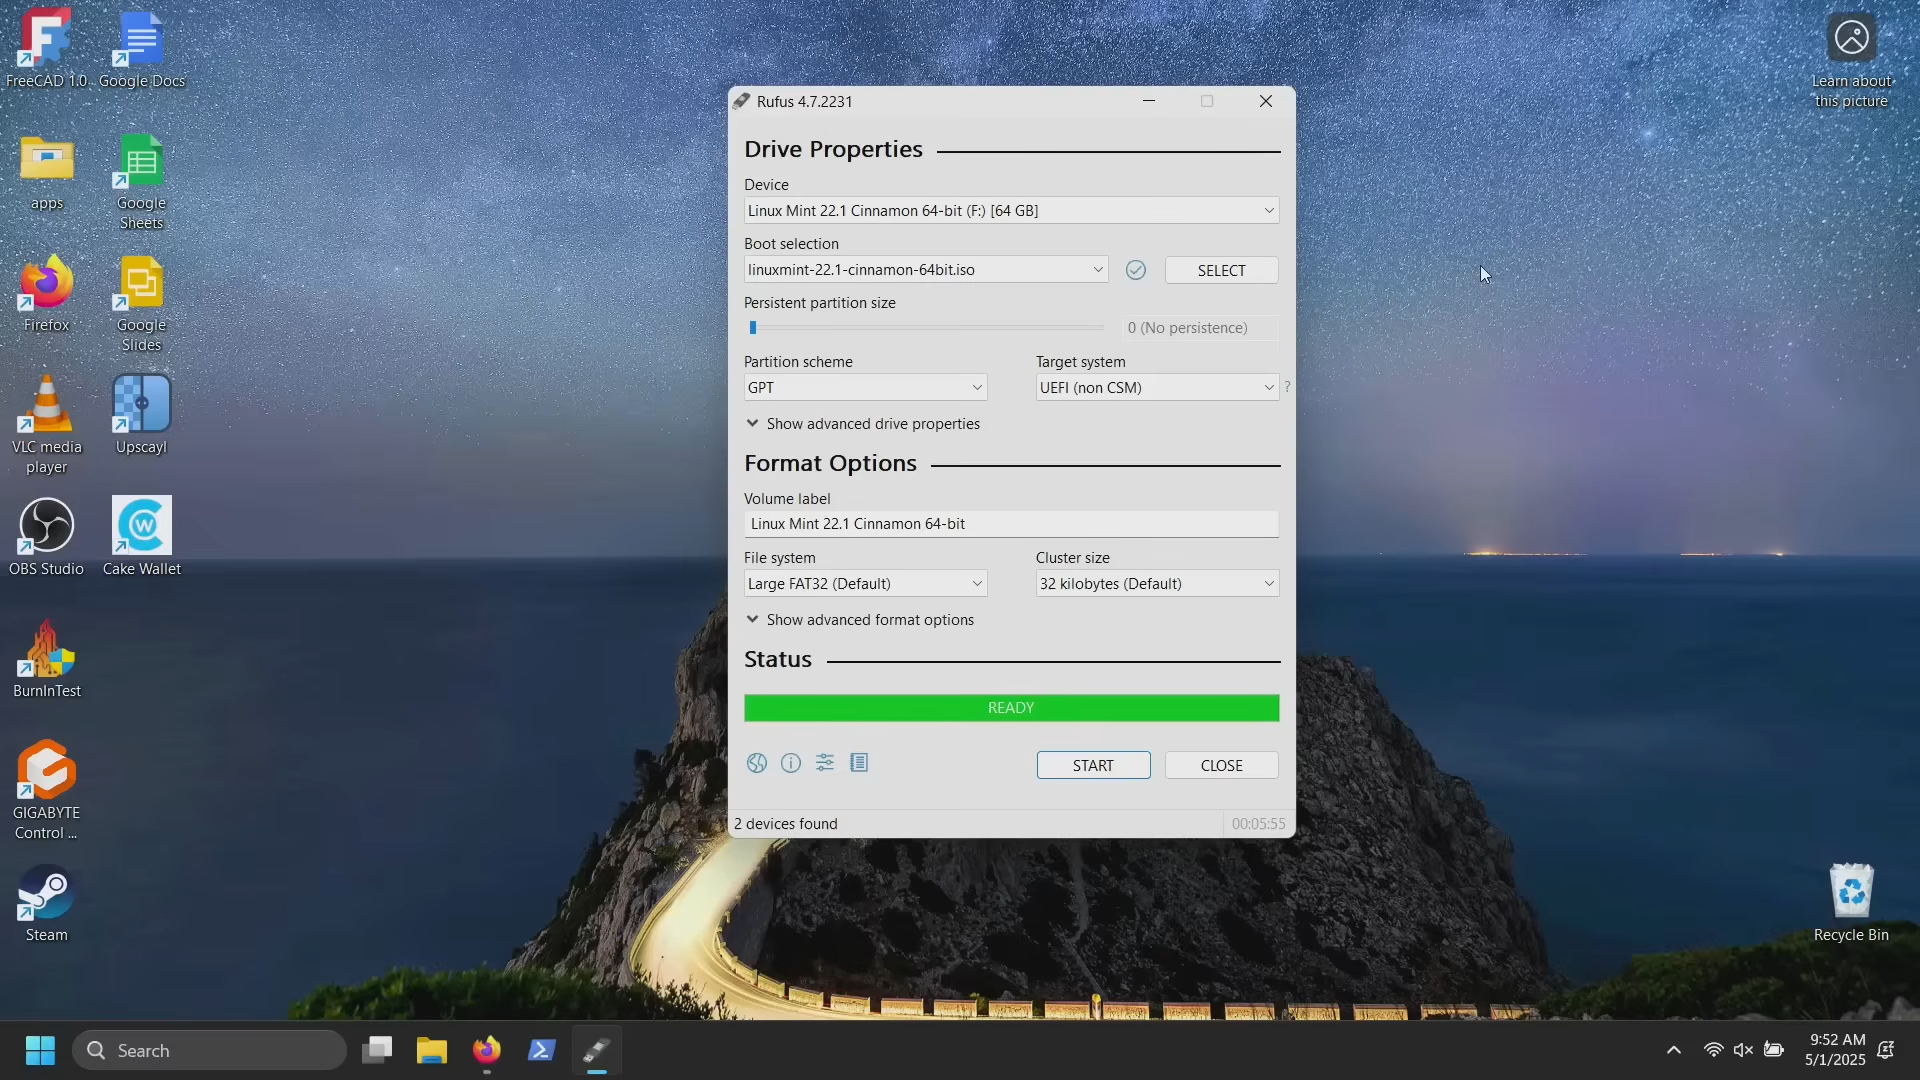 FreeCAD 1.0
Google Docs
apps
Google
Sheets
Firefox
Google
Slides
VLC media
player
Upscayl
OBS Studio
Cake Wallet
BurnInTest
GIGABYTE
Control ...
Steam
Rufus 4.7.2231
Drive Properties
Device
Linux Mint 22.1 Cinnamon 64-bit (F:) [64 GB]
Boot selection
linuxmint-22.1-cinnamon-64bit.iso
SELECT
Persistent partition size
0 (No persistence)
Partition scheme
Target system
GPT
UEFI (non CSM)
?
Show advanced drive properties
Format Options
Volume label
Linux Mint 22.1 Cinnamon 64-bit
File system
Cluster size
Large FAT32 (Default)
32 kilobytes (Default)
Show advanced format options
Status
READY
START
CLOSE
2 devices found
00:05:55
Learn about
this picture
Recycle Bin
Search
9:52 AM
5/1/2025